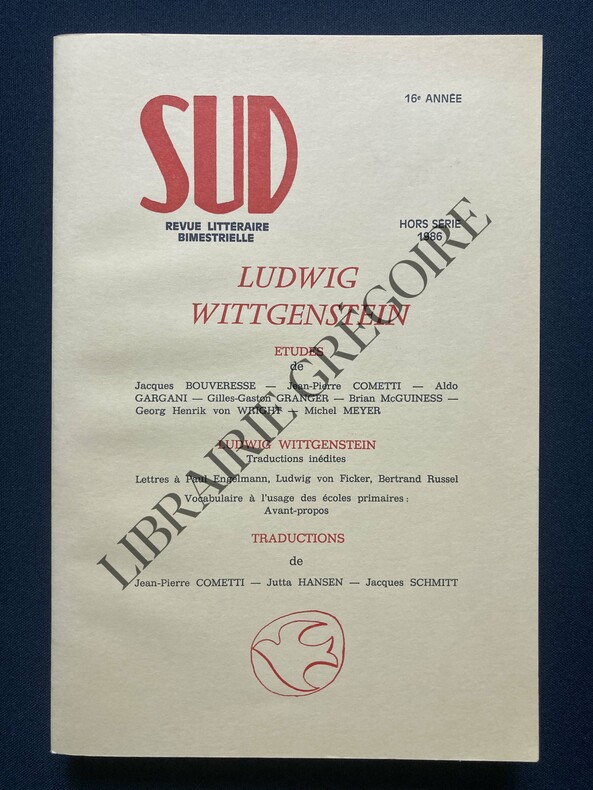 SUD
16e ANNÉE
REVUE LITTÉRAIRE
BIMESTRIELLE
HORS SÉRIE
1986
LUDWIG
WITTGENSTEIN
ETUDES
de
Jacques BOUVERESSE — Jean-Pierre COMETTI — Aldo
GARGANI — Gilles-Gaston GRANGER — Brian McGUINESS —
Georg Henrik von WRIGHT — Michel MEYER
LUDWIG WITTGENSTEIN
Traductions inédites
Lettres à Paul Engelmann, Ludwig von Ficker, Bertrand Russel
Vocabulaire à l'usage des écoles primaires :
Avant-propos
TRADUCTIONS
de
Jean-Pierre COMETTI — Jutta HANSEN — Jacques SCHMITT
LIBRAIRIE GRÉGOIRE